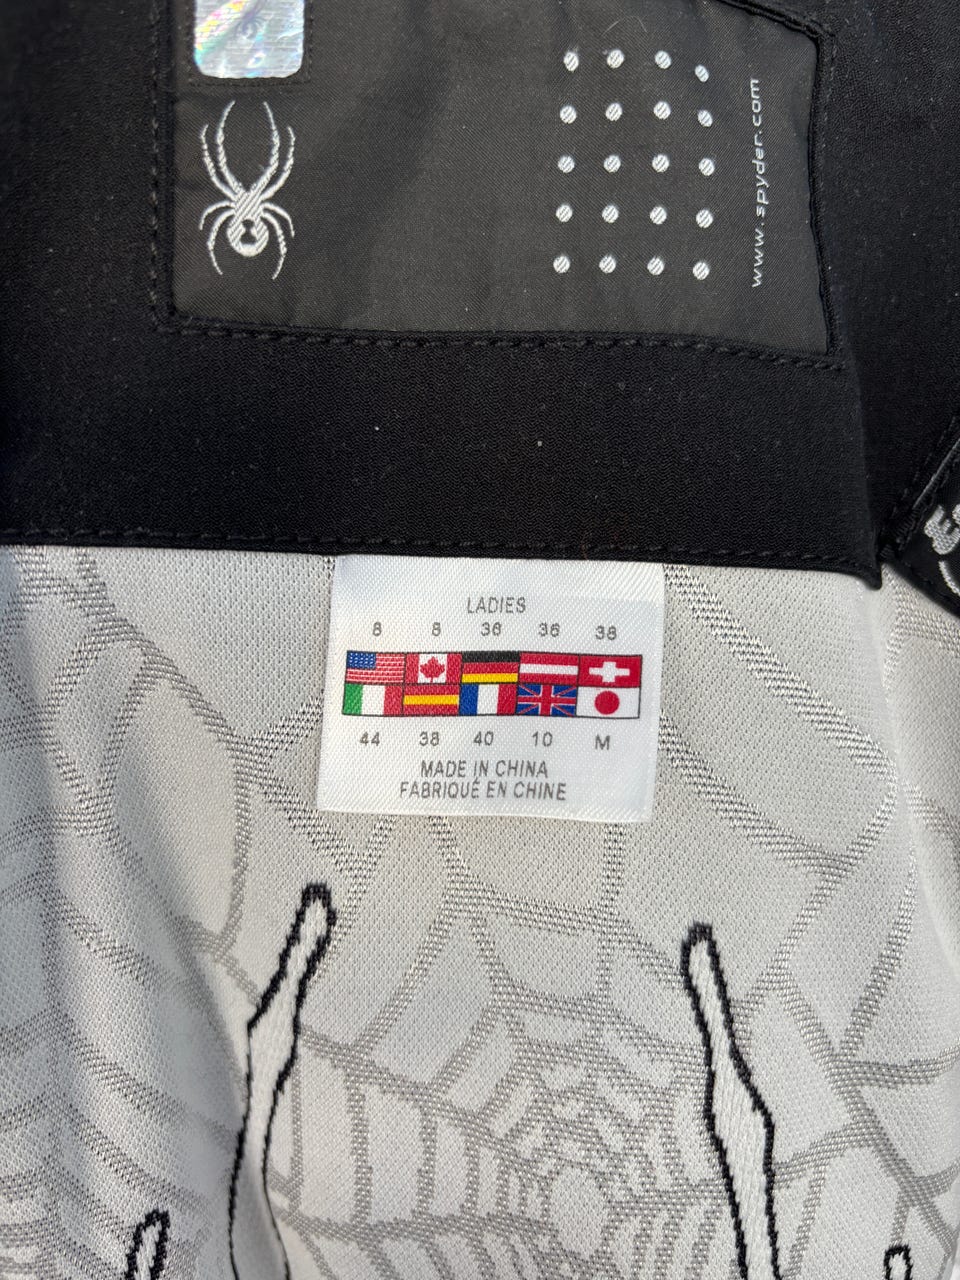 www.spyder.com
LADIES
8 8 36 36 38
44 38 40 10 M
MADE IN CHINA
FABRIQUÉ EN CHINE